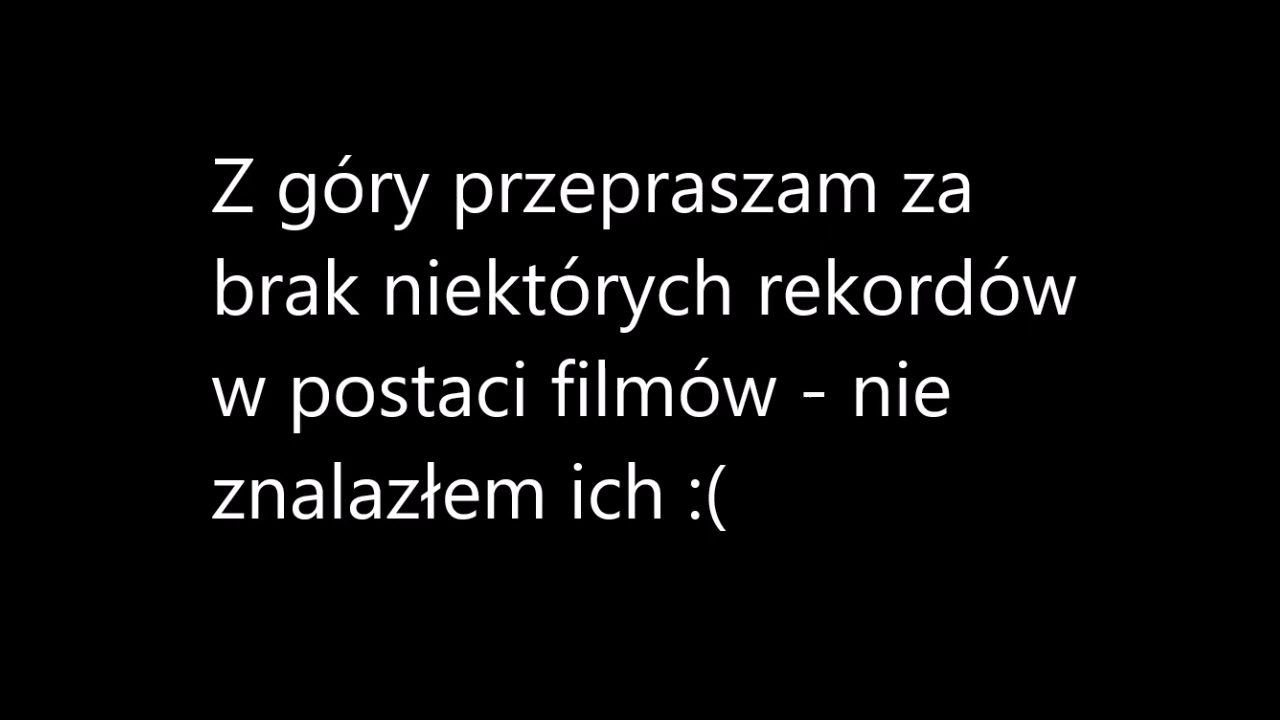 Z góry przepraszam za
brak niektórych rekordów
w postaci filmów - nie
znalazłem ich :(